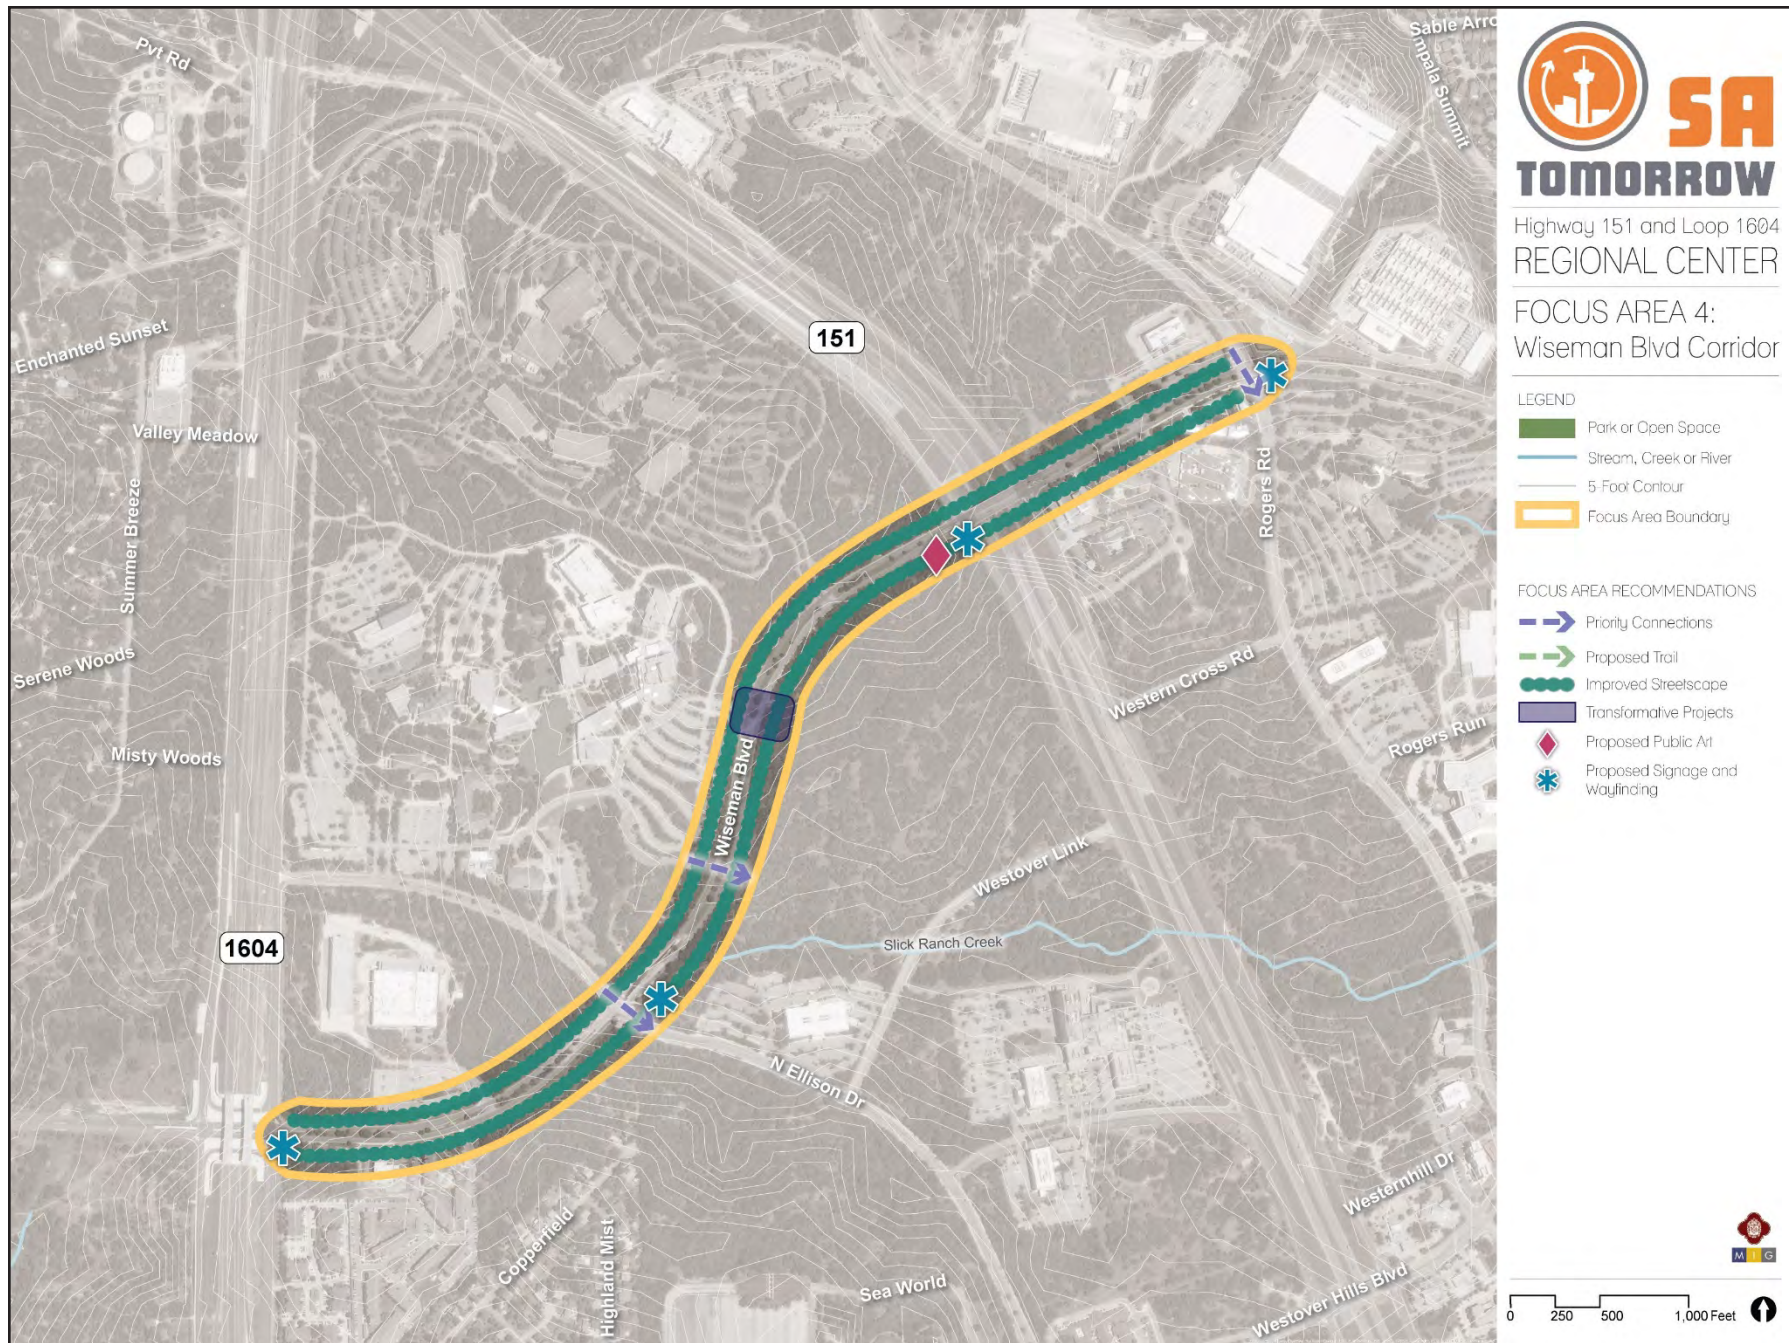 Pvt Rd
Sable Arro
Impala Summit
Enchanted Sunset
151
Valley Meadow
Summer Breeze
Rogers Rd
Serene Woods
Western Cross Rd
Misty Woods
Rogers Run
Wiseman Blvd
Westover Link
1604
Slick Ranch Creek
N Ellison Dr
Westernhill Dr
Copperfield
Highland Mist
Sea World
Westover Hills Blvd
SA
TOMORROW
Highway 151 and Loop 1604
REGIONAL CENTER
FOCUS AREA 4:
Wiseman Blvd Corridor
LEGEND
Park or Open Space
Stream, Creek or River
5-Foot Contour
Focus Area Boundary
FOCUS AREA RECOMMENDATIONS
Priority Connections
Proposed Trail
Improved Streetscape
Transformative Projects
Proposed Public Art
Proposed Signage and
Wayfinding
M I G
0 250 500 1,000 Feet